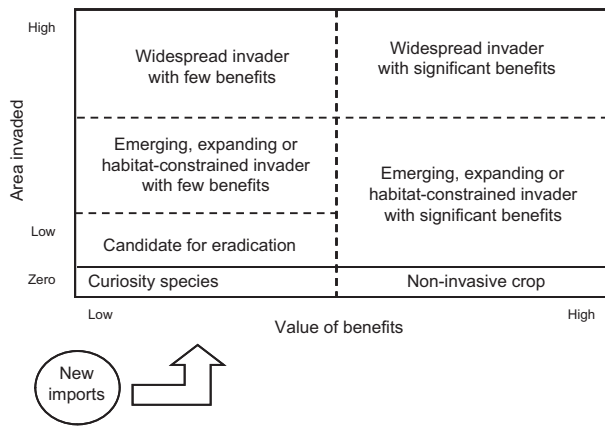 High
Widespread invader
with few benefits
Widespread invader
with significant benefits
Area invaded
Emerging, expanding or
habitat-constrained invader
with few benefits
Emerging, expanding or
habitat-constrained invader
with significant benefits
Low
Candidate for eradication
Zero
Curiosity species
Non-invasive crop
Low
Value of benefits
High
New
imports